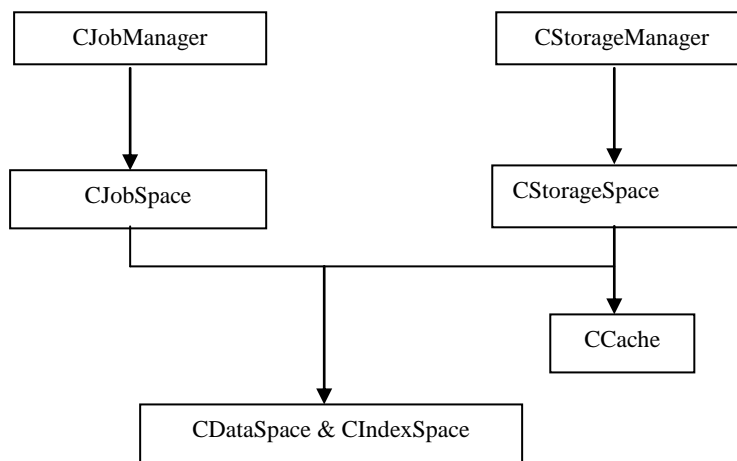 CJobManager
CStorageManager
CJobSpace
CStorageSpace
CCache
CDataSpace & CIndexSpace